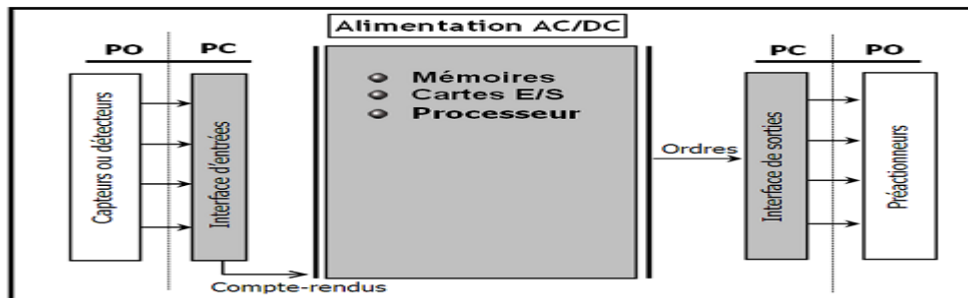 Alimentation AC/DC
PO
PC
Capteurs ou détecteurs
Interface d'entrées
Compte-rendus
Mémoires
Cartes E/S
Processeur
Ordres
PC
PO
Interface de sorties
Préactionneurs